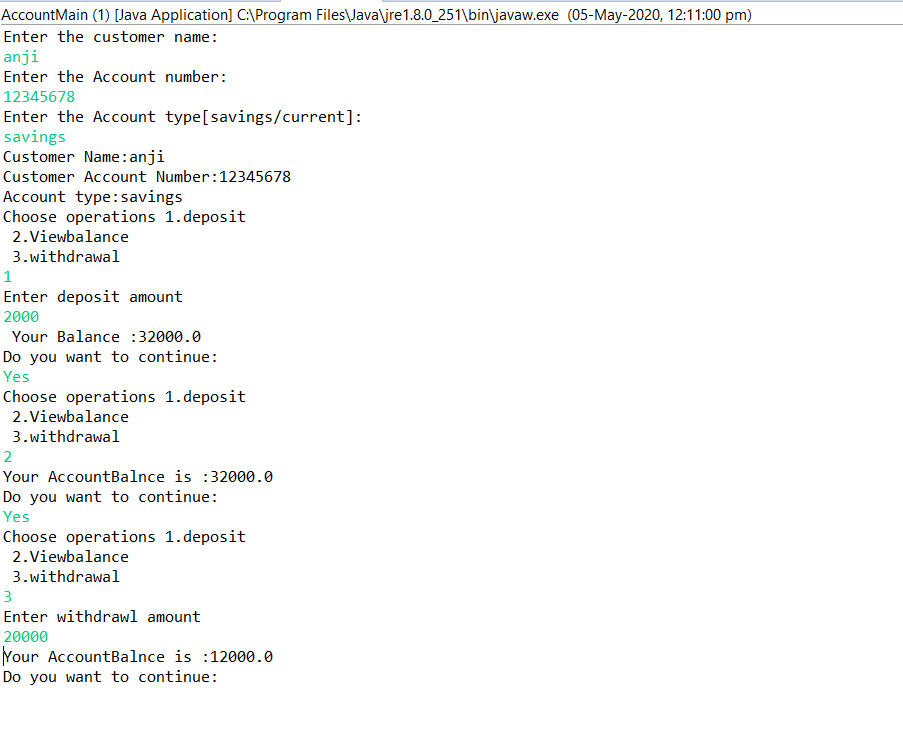 AccountMain (1) [Java Application] C:\Program Files\Java\jre1.8.0_251\bin\javaw.exe  (05-May-2020, 12:11:00 pm)
Enter the customer name:
anji
Enter the Account number:
12345678
Enter the Account type[savings/current]:
savings
Customer Name:anji
Customer Account Number:12345678
Account type:savings
Choose operations 1.deposit
 2.Viewbalance
 3.withdrawal
1
Enter deposit amount
2000
 Your Balance :32000.0
Do you want to continue:
Yes
Choose operations 1.deposit
 2.Viewbalance
 3.withdrawal
2
Your AccountBalnce is :32000.0
Do you want to continue:
Yes
Choose operations 1.deposit
 2.Viewbalance
 3.withdrawal
3
Enter withdrawl amount
20000
Your AccountBalnce is :12000.0
Do you want to continue: